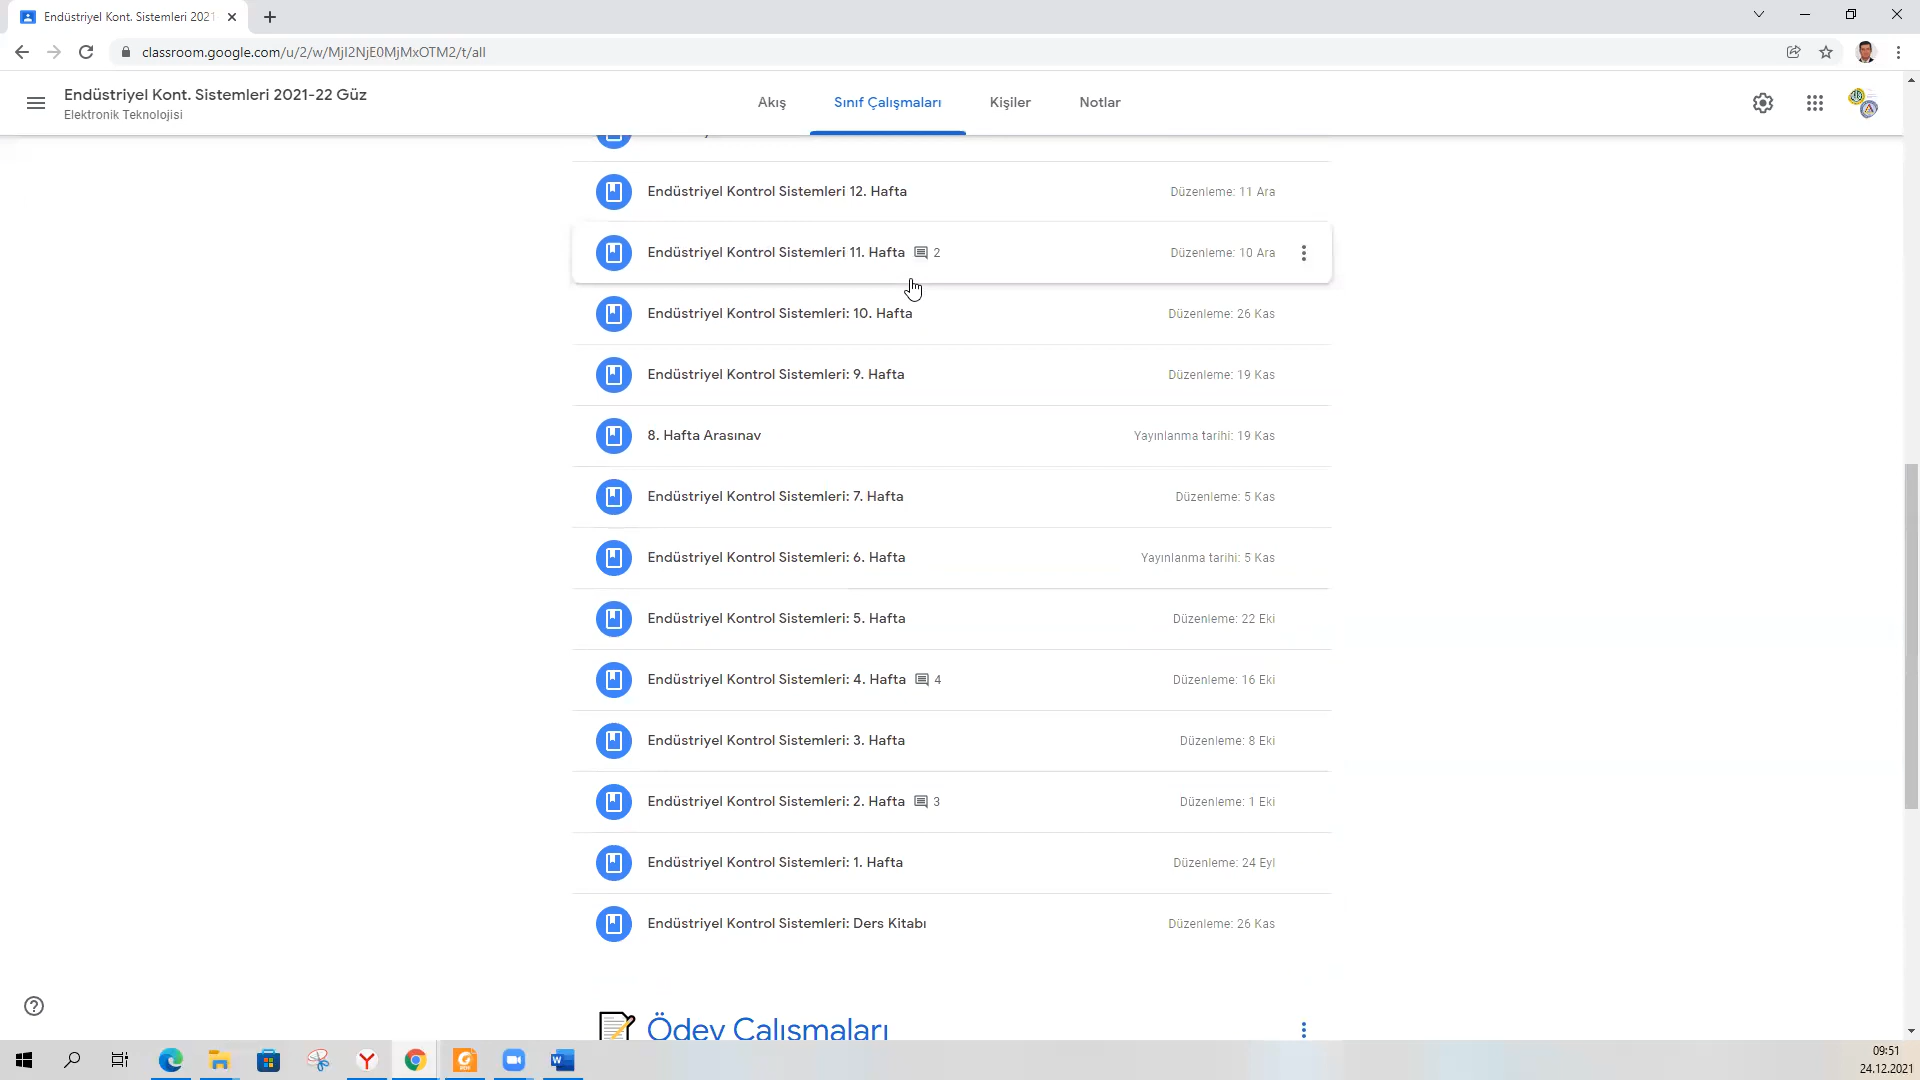 Endüstriyel Kont. Sistemleri 2021
classroom.google.com/u/2/w/MjI2NjE0MjMxOTM2/t/all
Endüstriyel Kont. Sistemleri 2021-22 Güz
Elektronik Teknolojisi
Akış
Sınıf Çalışmaları
Kişiler
Notlar
Endüstriyel Kontrol Sistemleri 12. Hafta
Düzenleme: 11 Ara
Endüstriyel Kontrol Sistemleri 11. Hafta 2
Düzenleme: 10 Ara
Endüstriyel Kontrol Sistemleri: 10. Hafta
Düzenleme: 26 Kas
Endüstriyel Kontrol Sistemleri: 9. Hafta
Düzenleme: 19 Kas
8. Hafta Arasınav
Yayınlanma tarihi: 19 Kas
Endüstriyel Kontrol Sistemleri: 7. Hafta
Düzenleme: 5 Kas
Endüstriyel Kontrol Sistemleri: 6. Hafta
Yayınlanma tarihi: 5 Kas
Endüstriyel Kontrol Sistemleri: 5. Hafta
Düzenleme: 22 Eki
Endüstriyel Kontrol Sistemleri: 4. Hafta 4
Düzenleme: 16 Eki
Endüstriyel Kontrol Sistemleri: 3. Hafta
Düzenleme: 8 Eki
Endüstriyel Kontrol Sistemleri: 2. Hafta 3
Düzenleme: 1 Eki
Endüstriyel Kontrol Sistemleri: 1. Hafta
Düzenleme: 24 Eyl
Endüstriyel Kontrol Sistemleri: Ders Kitabı
Düzenleme: 26 Kas
Ödev Çalışmaları
09:51
24.12.2021